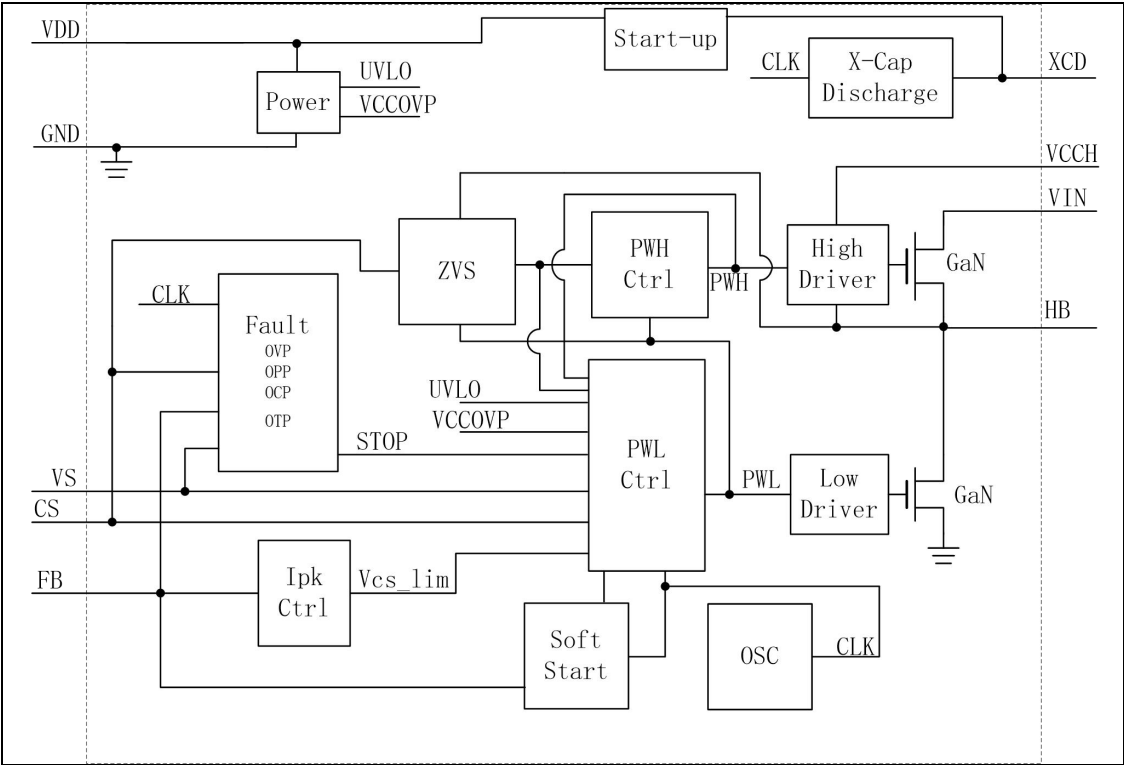 VDD
Start-up
CLK
X-Cap
Discharge
XCD
UVLO
Power
VCCOVP
GND
VCCH
VIN
ZVS
PWH
Ctrl
PWH
High
Driver
GaN
HB
CLK
Fault
OVP
OPP
OCP
OTP
UVLO
VCCOVP
STOP
PWL
Ctrl
PWL
Low
Driver
GaN
VS
CS
FB
Ipk
Ctrl
Vcs_lim
Soft
Start
OSC
CLK